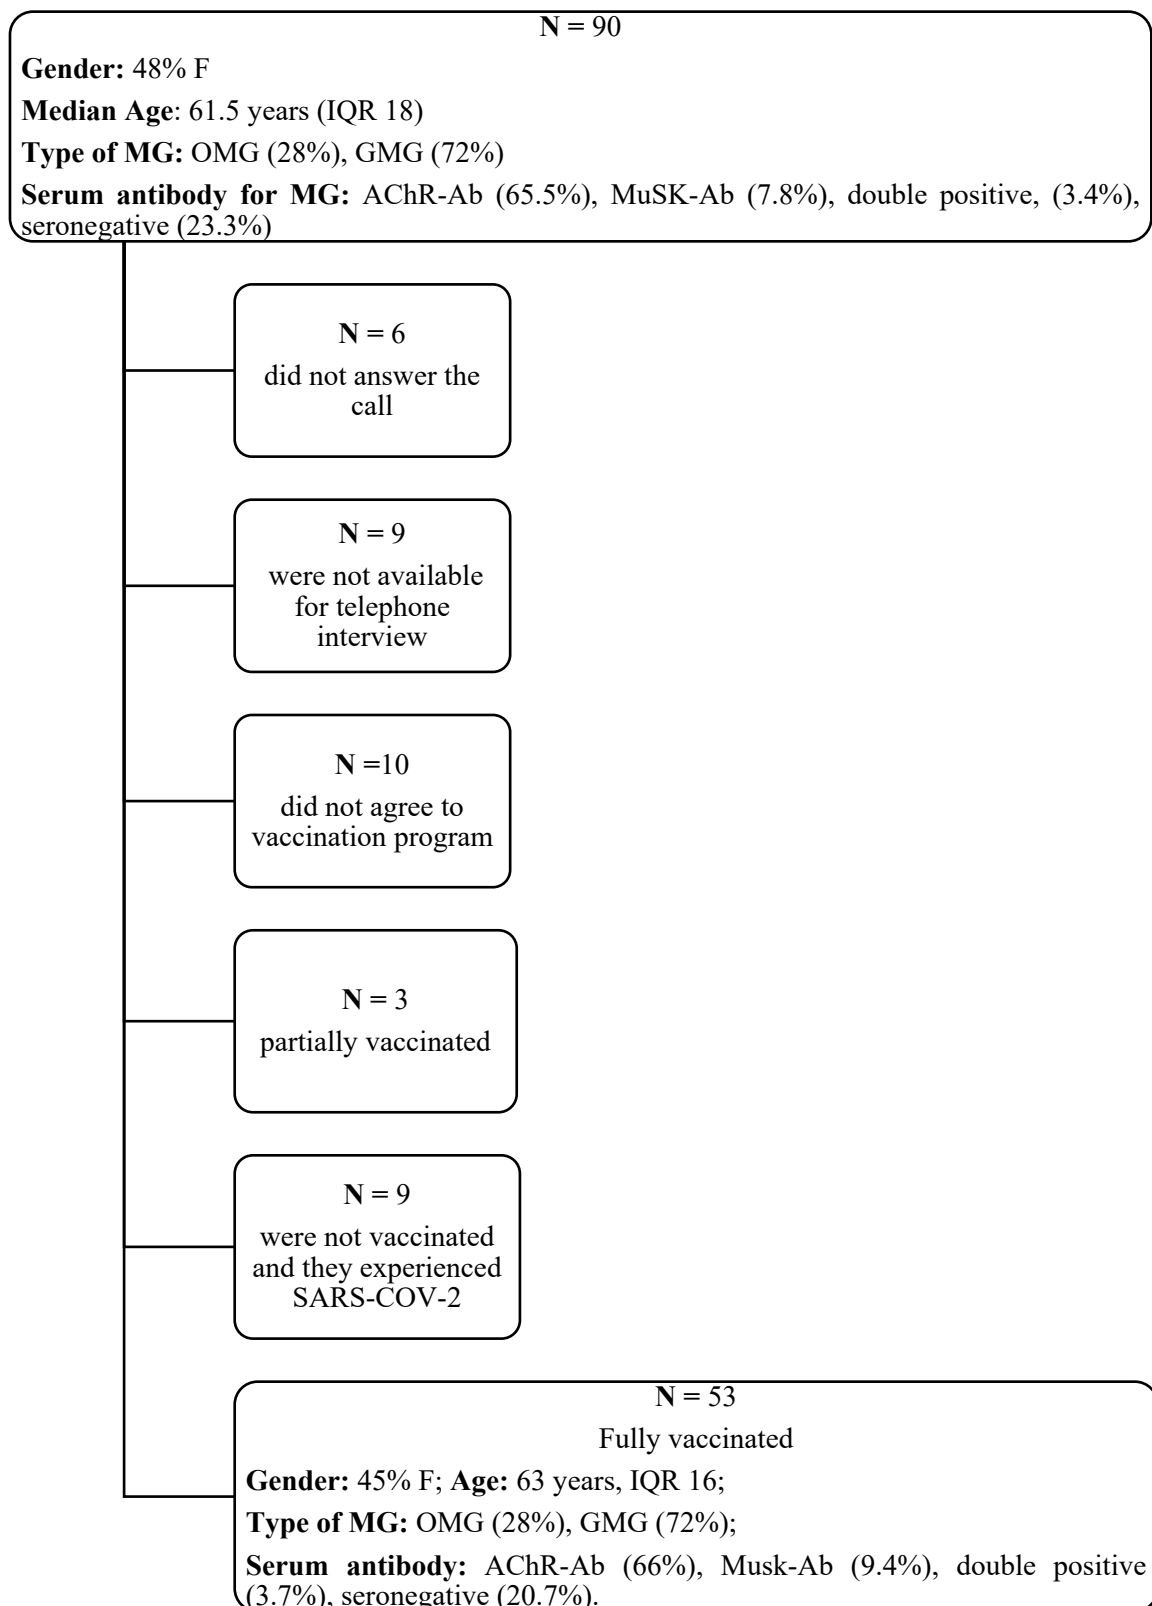 N = 90
Gender: 48% F
Median Age: 61.5 years (IQR 18)
Type of MG: OMG (28%), GMG (72%)
Serum antibody for MG: AChR-Ab (65.5%), MuSK-Ab (7.8%), double positive, (3.4%),
seronegative (23.3%)
N = 6
did not answer the
call
N = 9
were not available
for telephone
interview
N =10
did not agree to
vaccination program
N = 3
partially vaccinated
N = 9
were not vaccinated
and they experienced
SARS-COV-2
N = 53
Fully vaccinated
Gender: 45% F; Age: 63 years, IQR 16;
Type of MG: OMG (28%), GMG (72%);
Serum antibody: AChR-Ab (66%), Musk-Ab (9.4%), double positive
(3.7%), seronegative (20.7%).